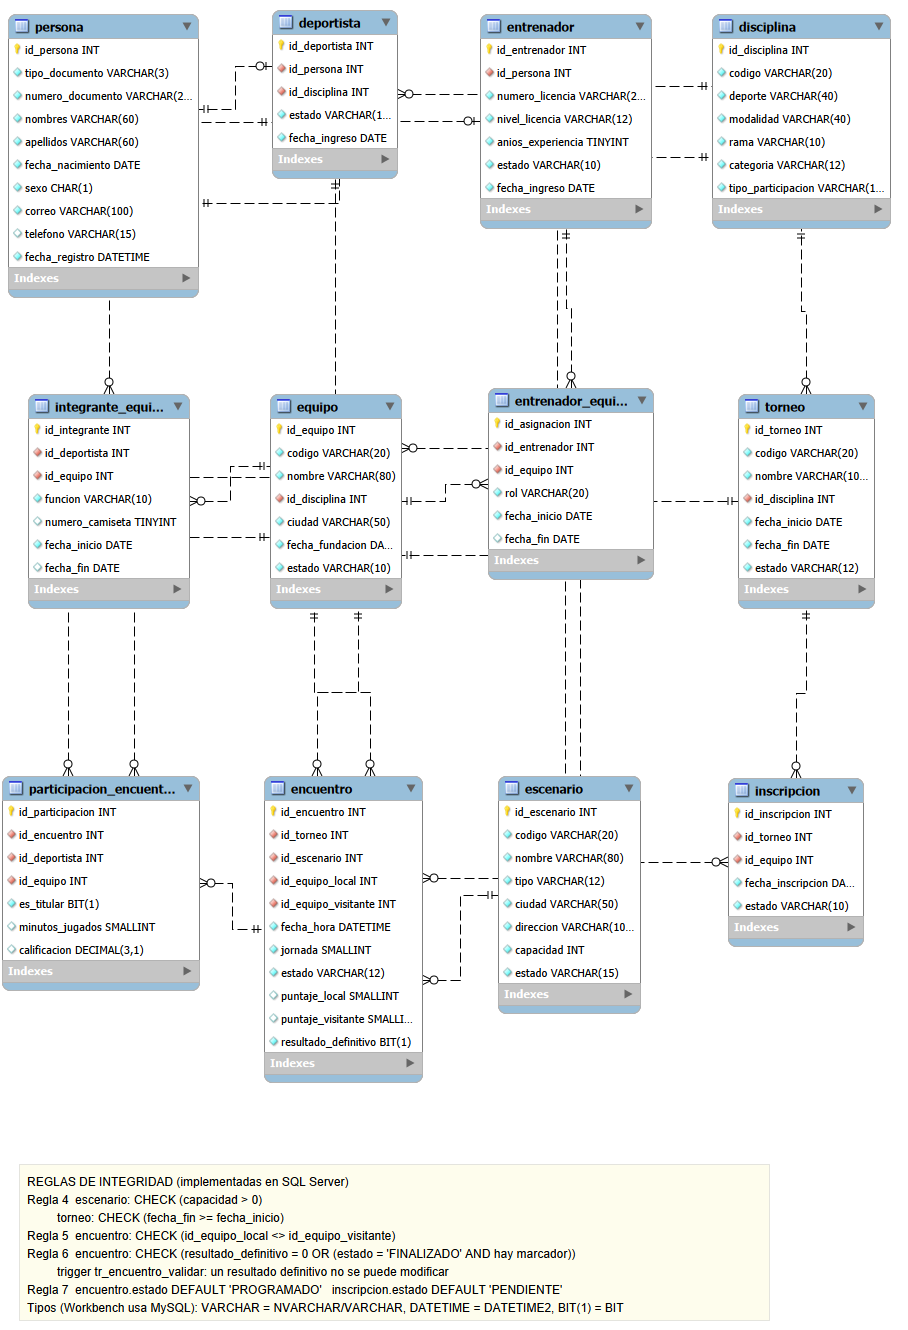 persona
id_persona INT
tipo_documento VARCHAR(3)
numero_documento VARCHAR(2...
nombres VARCHAR(60)
apellidos VARCHAR(60)
fecha_nacimiento DATE
sexo CHAR(1)
correo VARCHAR(100)
telefono VARCHAR(15)
fecha_registro DATETIME
Indexes
deportista
id_deportista INT
id_persona INT
id_disciplina INT
estado VARCHAR(1...
fecha_ingreso DATE
Indexes
entrenador
id_entrenador INT
id_persona INT
numero_licencia VARCHAR(2...
nivel_licencia VARCHAR(12)
anios_experiencia TINYINT
estado VARCHAR(10)
fecha_ingreso DATE
Indexes
disciplina
id_disciplina INT
codigo VARCHAR(20)
deporte VARCHAR(40)
modalidad VARCHAR(40)
rama VARCHAR(10)
categoria VARCHAR(12)
tipo_participacion VARCHAR(1...
Indexes
integrante_equi...
id_integrante INT
id_deportista INT
id_equipo INT
funcion VARCHAR(10)
numero_camiseta TINYINT
fecha_inicio DATE
fecha_fin DATE
Indexes
equipo
id_equipo INT
codigo VARCHAR(20)
nombre VARCHAR(80)
id_disciplina INT
ciudad VARCHAR(50)
fecha_fundacion DA...
estado VARCHAR(10)
Indexes
entrenador_equi...
id_asignacion INT
id_entrenador INT
id_equipo INT
rol VARCHAR(20)
fecha_inicio DATE
fecha_fin DATE
Indexes
torneo
id_torneo INT
codigo VARCHAR(20)
nombre VARCHAR(10...
id_disciplina INT
fecha_inicio DATE
fecha_fin DATE
estado VARCHAR(12)
Indexes
participacion_encuent...
id_participacion INT
id_encuentro INT
id_deportista INT
id_equipo INT
es_titular BIT(1)
minutos_jugados SMALLINT
calificacion DECIMAL(3,1)
Indexes
encuentro
id_encuentro INT
id_torneo INT
id_escenario INT
id_equipo_local INT
id_equipo_visitante INT
fecha_hora DATETIME
jornada SMALLINT
estado VARCHAR(12)
puntaje_local SMALLINT
puntaje_visitante SMALLI...
resultado_definitivo BIT(1)
Indexes
escenario
id_escenario INT
codigo VARCHAR(20)
nombre VARCHAR(80)
tipo VARCHAR(12)
ciudad VARCHAR(50)
direccion VARCHAR(10...
capacidad INT
estado VARCHAR(15)
Indexes
inscripcion
id_inscripcion INT
id_torneo INT
id_equipo INT
fecha_inscripcion DA...
estado VARCHAR(10)
Indexes
REGLAS DE INTEGRIDAD (implementadas en SQL Server)
Regla 4 escenario: CHECK (capacidad > 0)
torneo: CHECK (fecha_fin >= fecha_inicio)
Regla 5 encuentro: CHECK (id_equipo_local <> id_equipo_visitante)
Regla 6 encuentro: CHECK (resultado_definitivo = 0 OR (estado = 'FINALIZADO' AND hay marcador))
trigger tr_encuentro_validar: un resultado definitivo no se puede modificar
Regla 7 encuentro.estado DEFAULT 'PROGRAMADO' inscripcion.estado DEFAULT 'PENDIENTE'
Tipos (Workbench usa MySQL): VARCHAR = NVARCHAR/VARCHAR, DATETIME = DATETIME2, BIT(1) = BIT